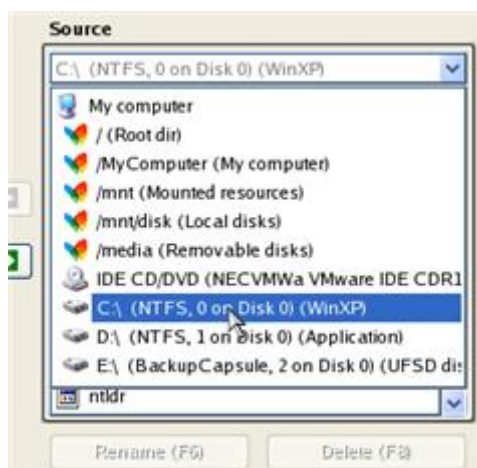 Source
C:\ (NTFS, 0 on Disk 0) (WinXP)
My computer
/ (Root dir)
/MyComputer (My computer)
/mnt (Mounted resources)
/mnt/disk (Local disks)
/media (Removable disks)
IDE CD/DVD (NECVMWa VMware IDE CDR1
C:\ (NTFS, 0 on Disk 0) (WinXP)
D:\ (NTFS, 1 on Disk 0) (Application)
E:\ (BackupCapsule, 2 on Disk 0) (UFSD dis
ntldr
Rename (F6) Delete (F8)